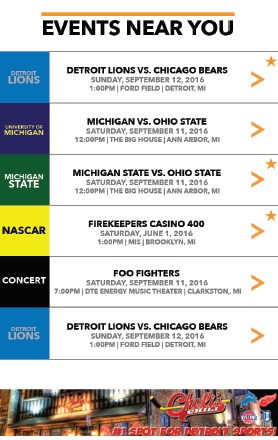 EVENTS NEAR YOU
DETROIT
LIONS
DETROIT LIONS VS. CHICAGO BEARS
SUNDAY, SEPTEMBER 12, 2016
1:00PM | FORD FIELD | DETROIT, MI
UNIVERSITY OF
MICHIGAN
MICHIGAN VS. OHIO STATE
SATURDAY, SEPTEMBER 11, 2016
12:00PM | THE BIG HOUSE | ANN ARBOR, MI
MICHIGAN
STATE
MICHIGAN STATE VS. OHIO STATE
SATURDAY, SEPTEMBER 11, 2016
12:00PM | THE BIG HOUSE | ANN ARBOR, MI
NASCAR
FIREKEEPERS CASINO 400
SATURDAY, JUNE 1, 2016
1:00PM | MIS | BROOKLYN, MI
CONCERT
FOO FIGHTERS
SATURDAY, SEPTEMBER 11, 2016
7:00PM | DTE ENERGY MUSIC THEATER | CLARKSTON, MI
DETROIT
LIONS
DETROIT LIONS VS. CHICAGO BEARS
SUNDAY, SEPTEMBER 12, 2016
1:00PM | FORD FIELD | DETROIT, MI
#1 SPOT FOR DETROIT SPORTS!